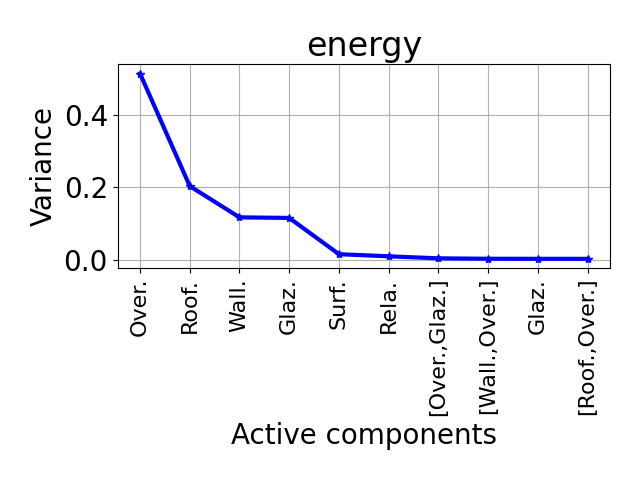 energy
Variance
0.4
0.2
0.0
Over.
Roof.
Wall.
Glaz.
Surf.
Rela.
[Over.,Glaz.]
[Wall.,Over.]
Glaz.
[Roof.,Over.]
Active components